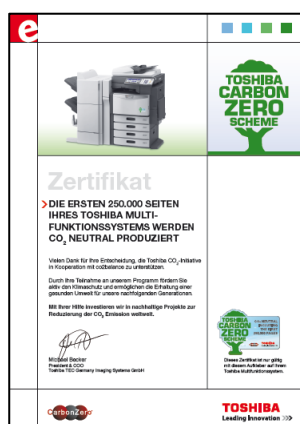 e
TOSHIBA
CARBON
ZERO
SCHEME
Zertifikat
DIE ERSTEN 250.000 SEITEN
IHRES TOSHIBA MULTI-
FUNKTIONSSYSTEMS WERDEN
CO2 NEUTRAL PRODUZIERT
Vielen Dank für Ihre Entscheidung, die Toshiba CO2-Initiative
in Kooperation mit co2balance zu unterstützen.
Durch Ihre Teilnahme an unserem Programm fördern Sie
aktiv den Klimaschutz und ermöglichen die Erhaltung einer
gesunden Umwelt für unsere nachfolgenden Generationen.
Mit Ihrer Hilfe investieren wir in nachhaltige Projekte zur
Reduzierung der CO2 Emission weltweit.
Michael Becker
President & COO
Toshiba TEC Germany Imaging Systems GmbH
TOSHIBA
CARBON
ZERO
SCHEME
Dieses Zertifikat ist nur gültig
mit diesem Aufkleber auf Ihrem
Toshiba Multifunktionssystem.
CarbonZero
TOSHIBA
Leading Innovation >>>